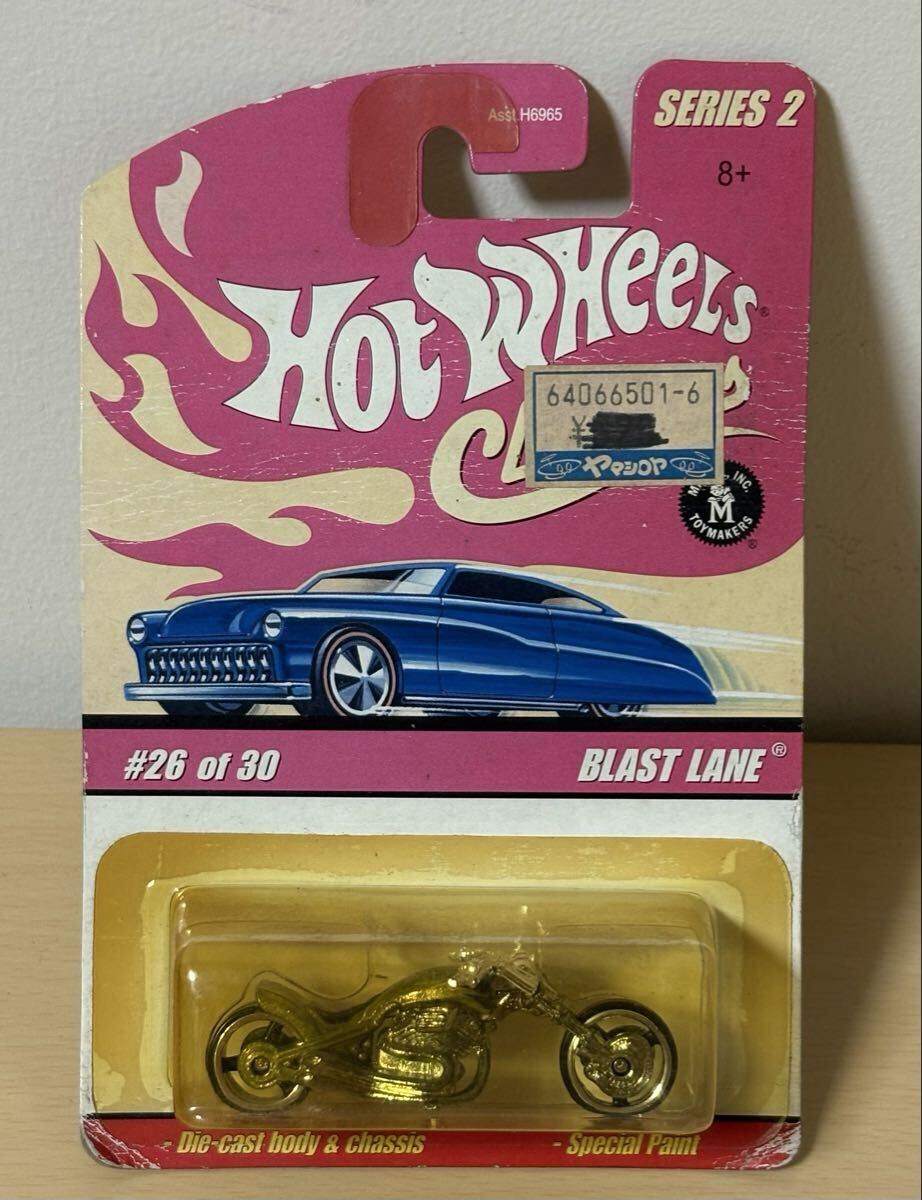 Asst. H6965
SERIES 2
8+
HOT WHEELS ®
64066501-6
¥
ヤマシロヤ
INC.
M
TOYMAKERS ®
#26 of 30
BLAST LANE ®
- Die-cast body & chassis
- Special Paint